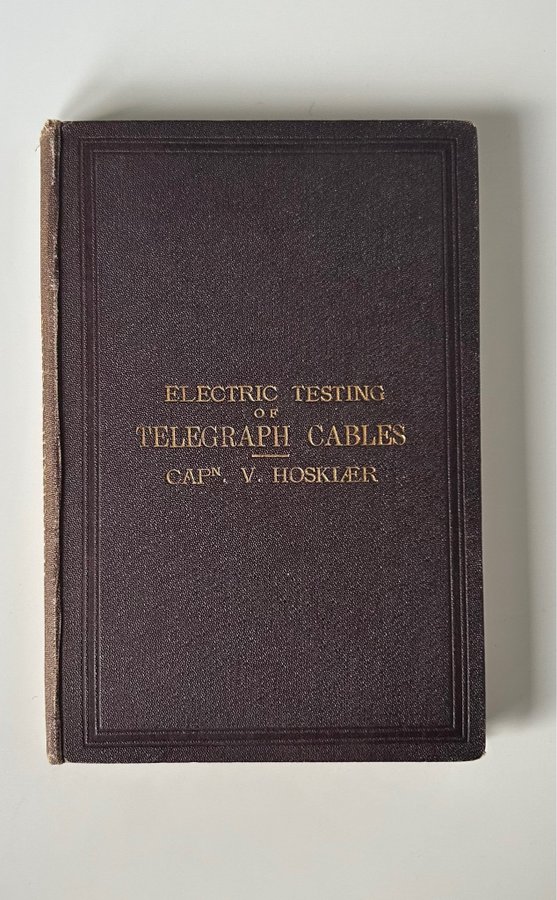 ELECTRIC TESTING
OF
TELEGRAPH CABLES
CAPᴺ. V. HOSKIÆR